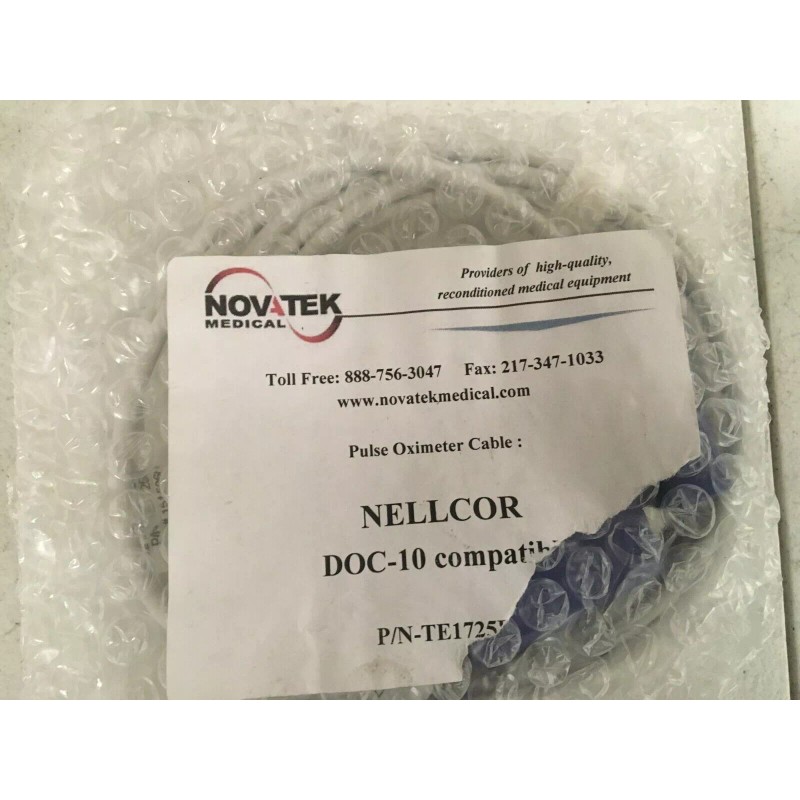 NOVATEK
MEDICAL
Providers of high-quality,
reconditioned medical equipment
Toll Free: 888-756-3047 Fax: 217-347-1033
www.novatekmedical.com
Pulse Oximeter Cable :
NELLCOR
DOC-10
P/N-TE1725